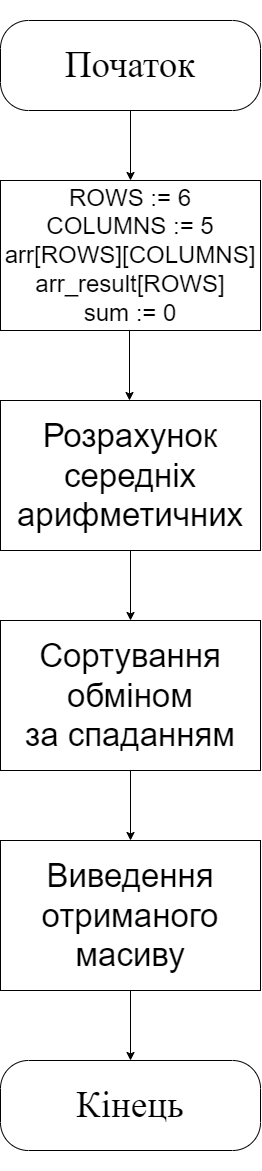 Початок
ROWS := 6
COLUMNS := 5
arr[ROWS][COLUMNS]
arr_result[ROWS]
sum := 0
Розрахунок
середніх
арифметичних
Сортування
обміном
за спаданням
Виведення
отриманого
масиву
Кінець